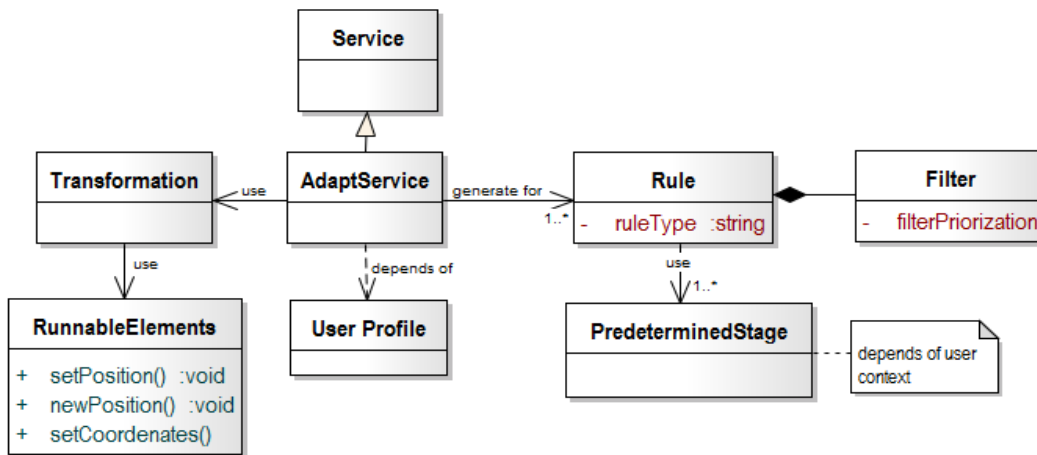 Service
Transformation
use
AdaptService
generate for
1..*
Rule
- ruleType :string
Filter
- filterPriorization
use
depends of
use
1..*
RunnableElements
+ setPosition() :void
+ newPosition() :void
+ setCoordenates()
User Profile
PredeterminedStage
depends of user
context